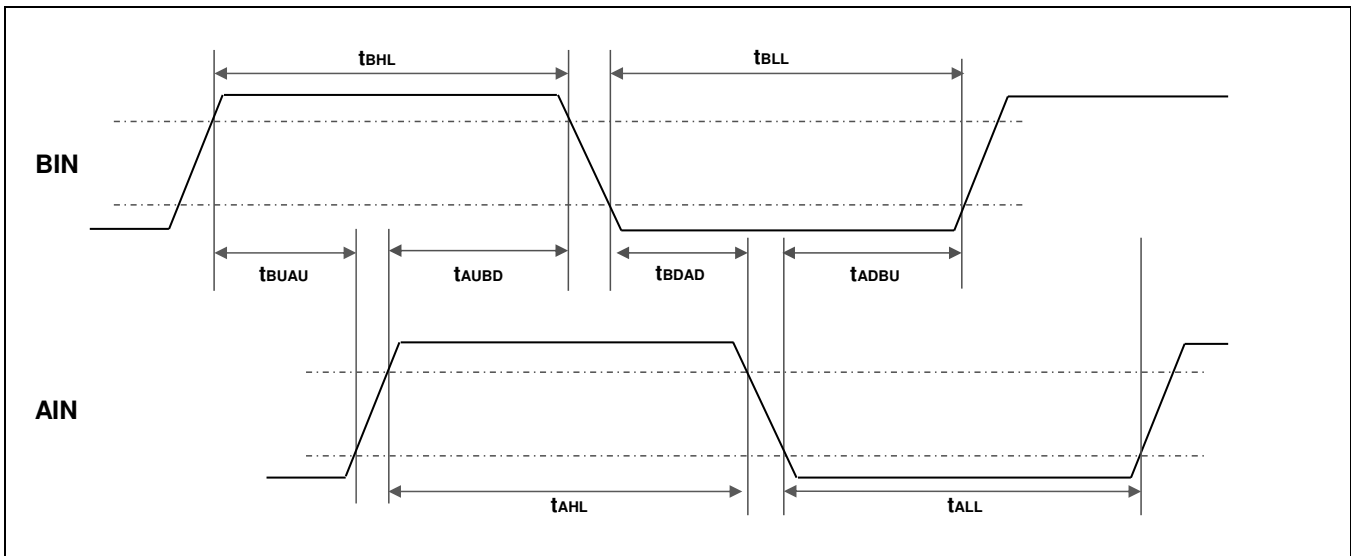 tBHL tBLL
BIN
tBUAU tAUBD tBDAD tADBU
AIN
tAHL tALL